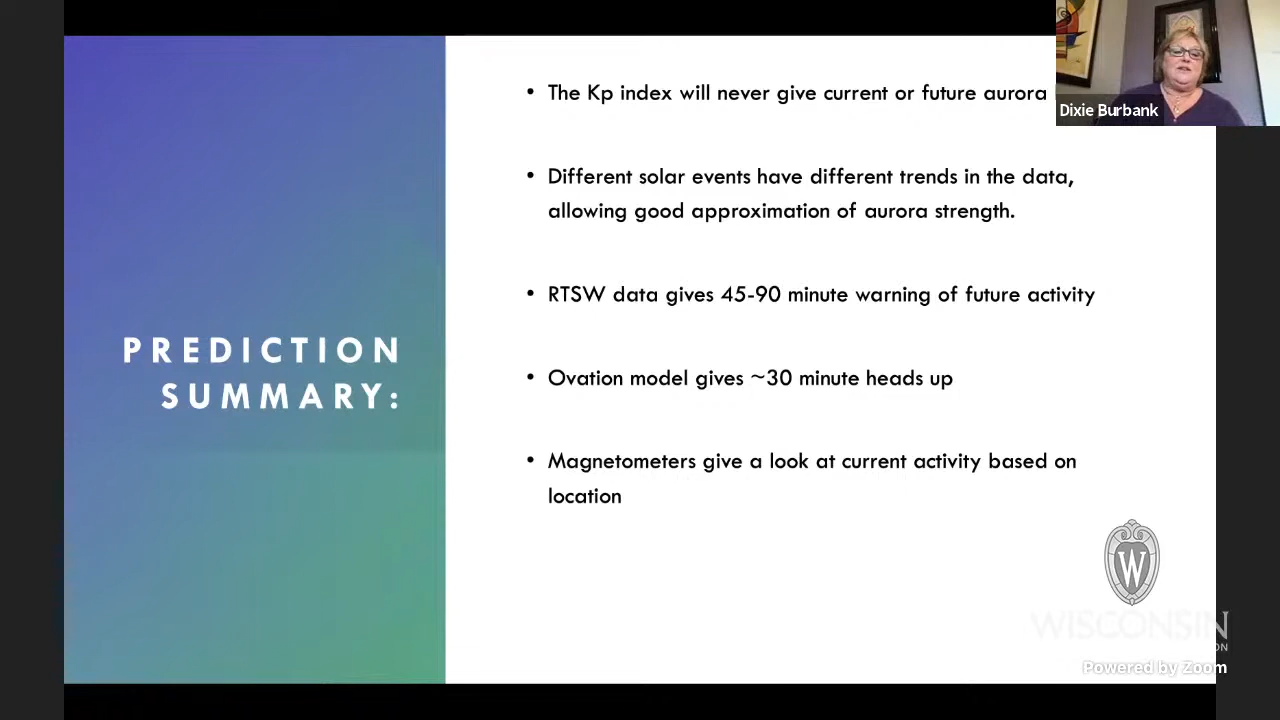 The Kp index will never give current or future aurora
Dixie Burbank
• Different solar events have different trends in the data,
allowing good approximation of aurora strength.
• RTSW data gives 45-90 minute warning of future activity
PREDICTION
SUMMARY:
• Ovation model gives ~30 minute heads up
• Magnetometers give a look at current activity based on
location
W
WISCONSIN
ON
Powered by Zoom